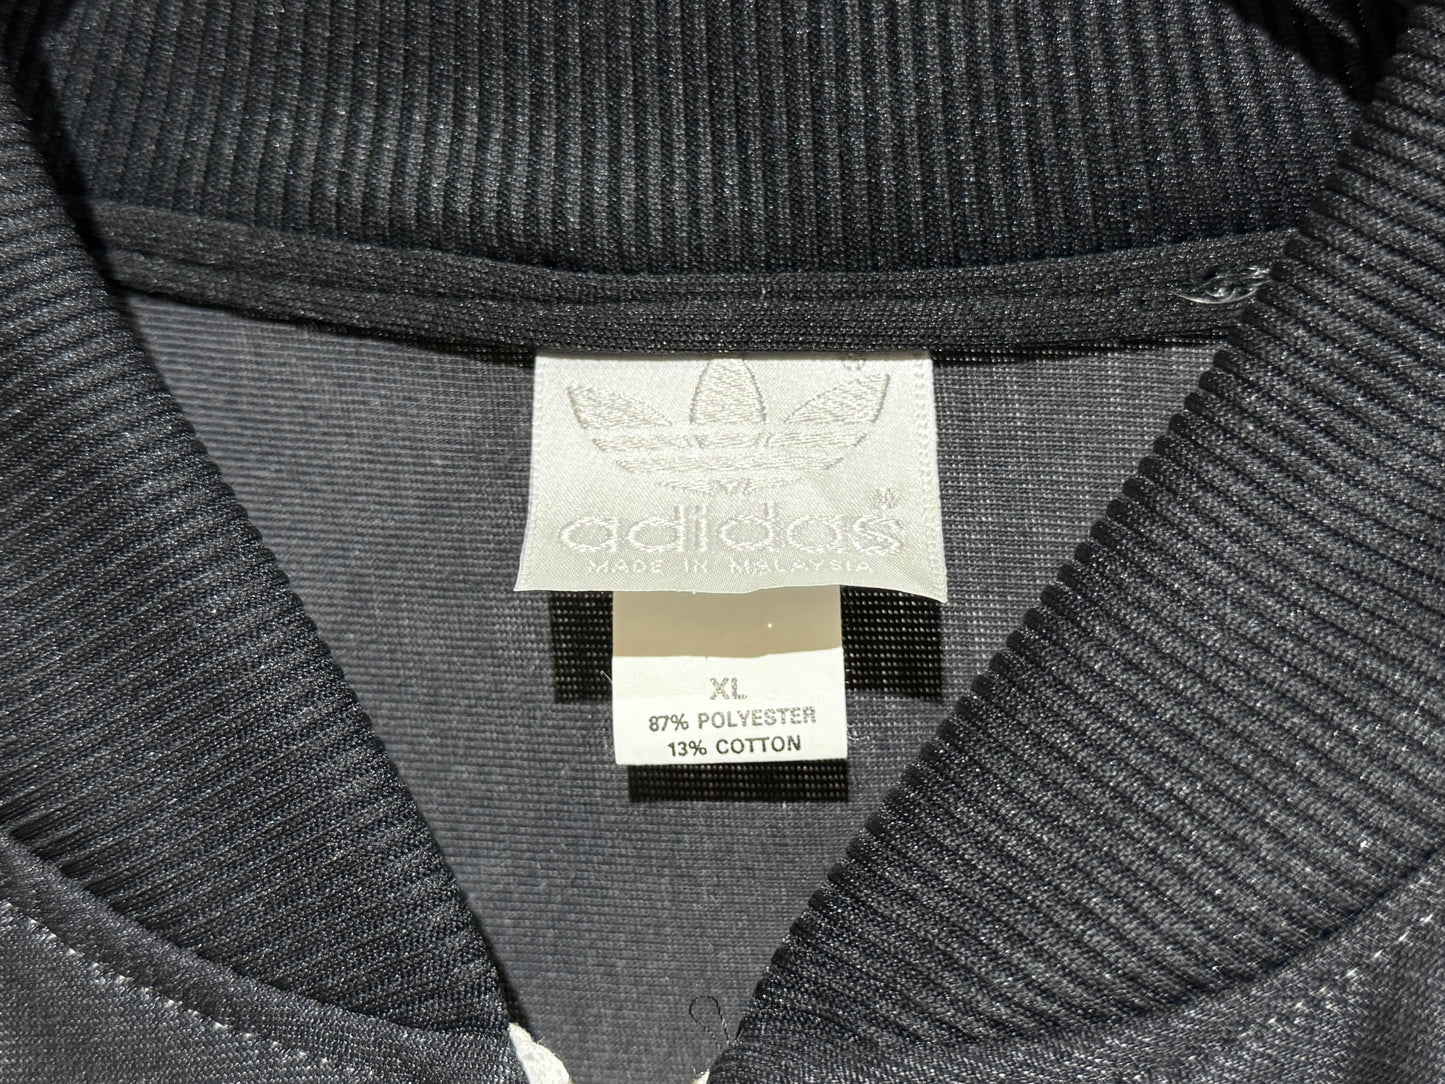 adidas
MADE IN MALAYSIA
XL
87% POLYESTER
13% COTTON